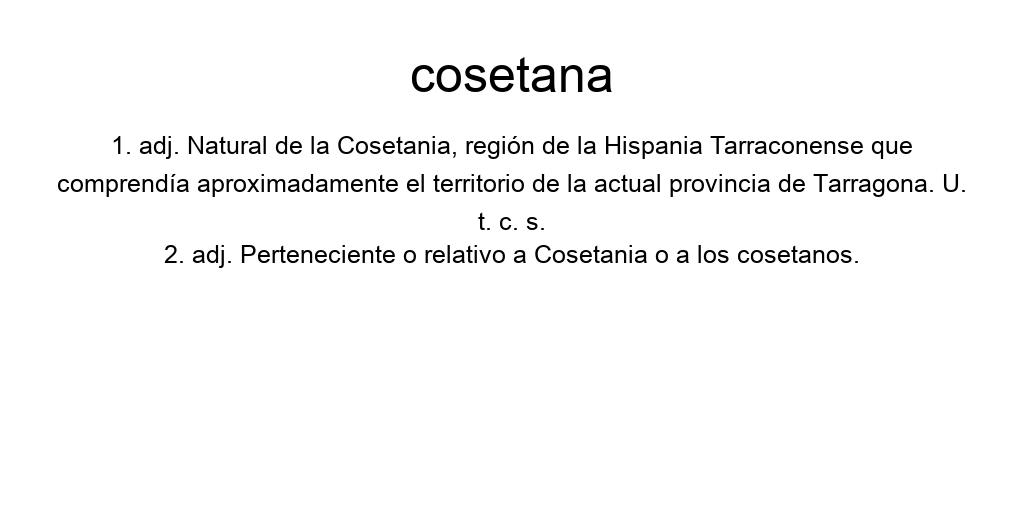 cosetana
1. adj. Natural de la Cosetania, región de la Hispania Tarraconense que
comprendía aproximadamente el territorio de la actual provincia de Tarragona. U.
t. c. s.
2. adj. Perteneciente o relativo a Cosetania o a los cosetanos.